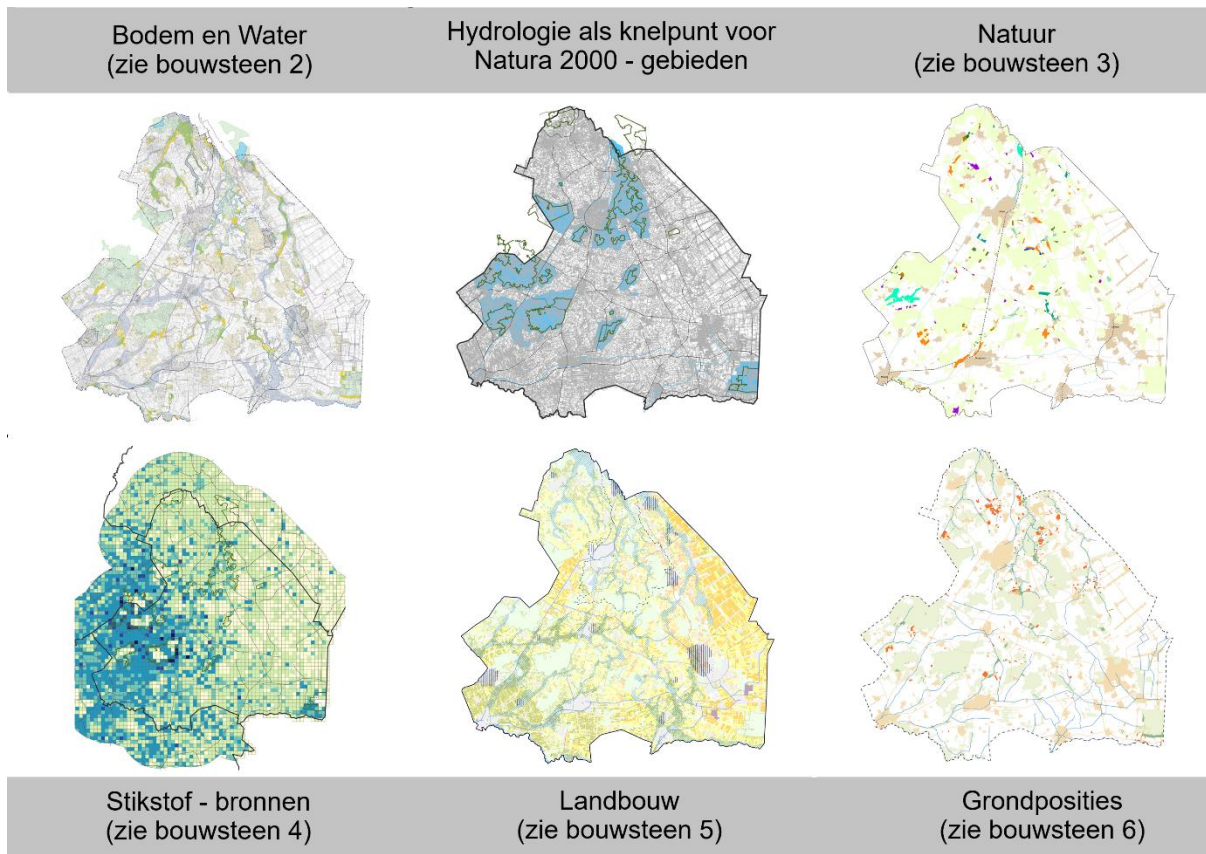 Bodem en Water
(zie bouwsteen 2)
Hydrologie als knelpunt voor
Natura 2000 - gebieden
Natuur
(zie bouwsteen 3)
Stikstof - bronnen
(zie bouwsteen 4)
Landbouw
(zie bouwsteen 5)
Grondposities
(zie bouwsteen 6)